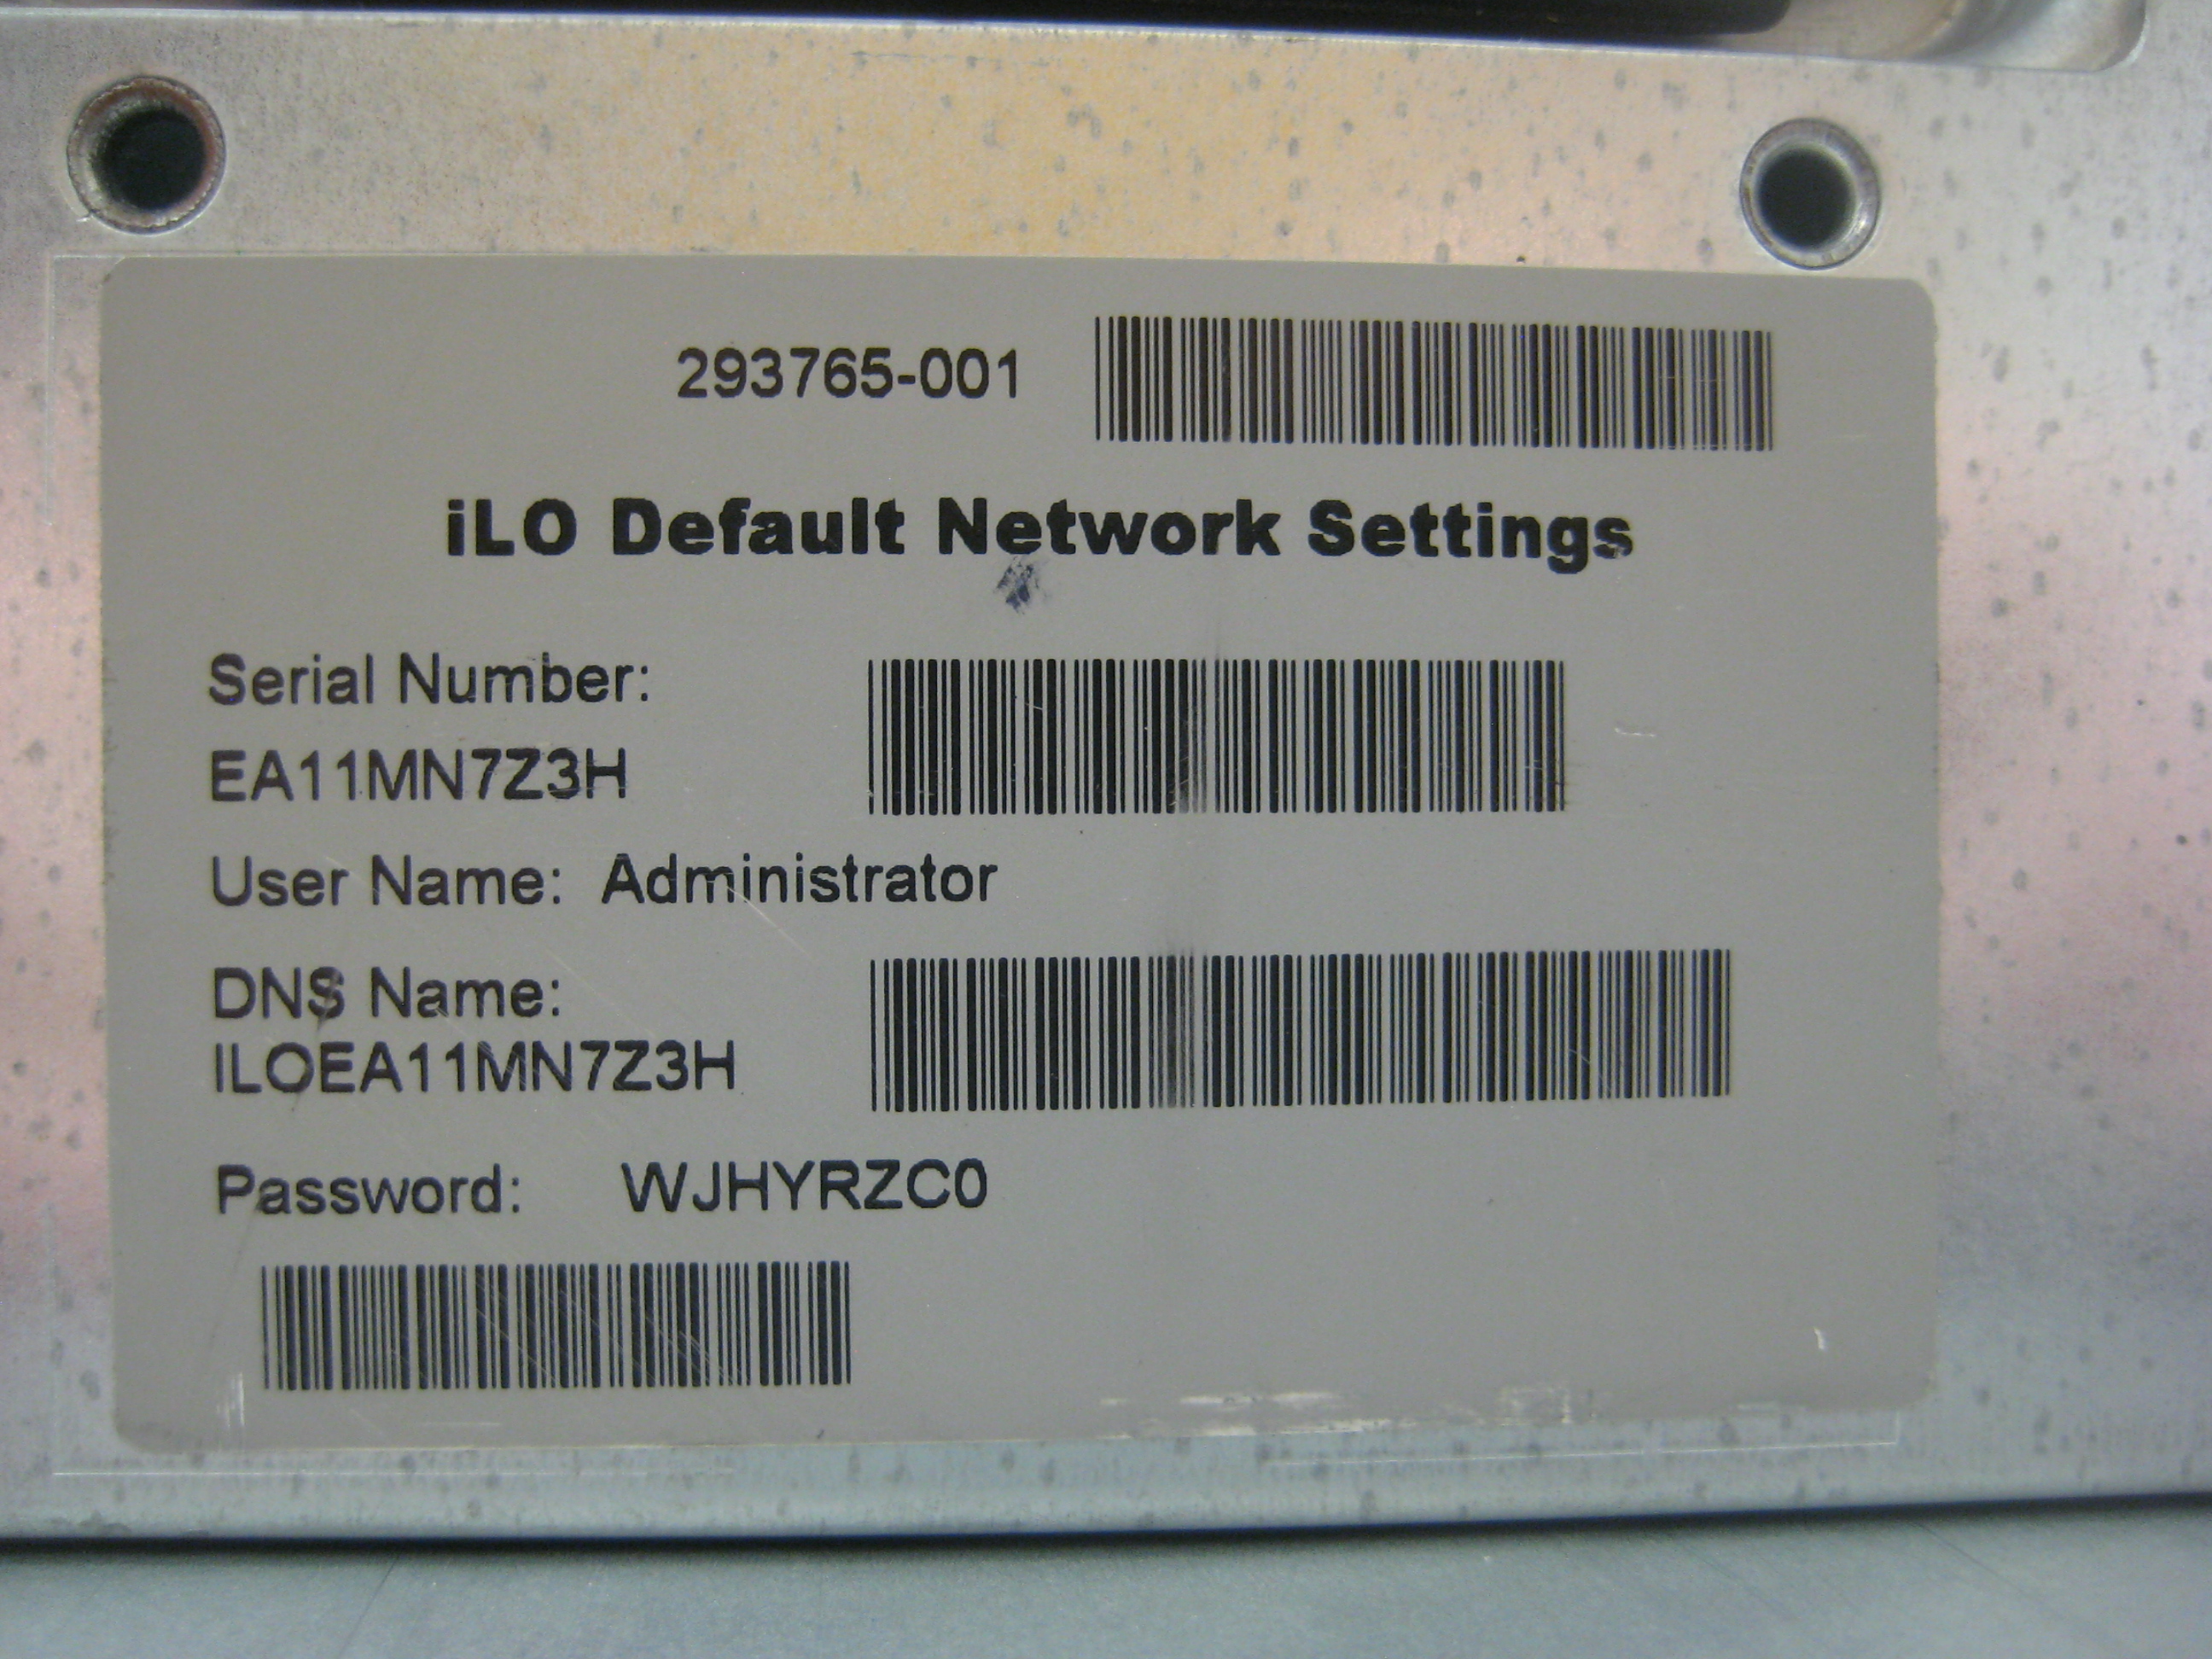 293765-001
iLO Default Network Settings
Serial Number:
EA11MN7Z3H
User Name: Administrator
DNS Name:
ILOEA11MN7Z3H
Password: WJHYRZC0